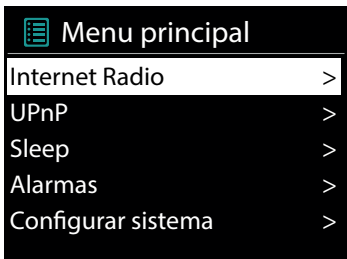 Menu principal
Internet Radio >
UPnP >
Sleep >
Alarmas >
Configurar sistema >